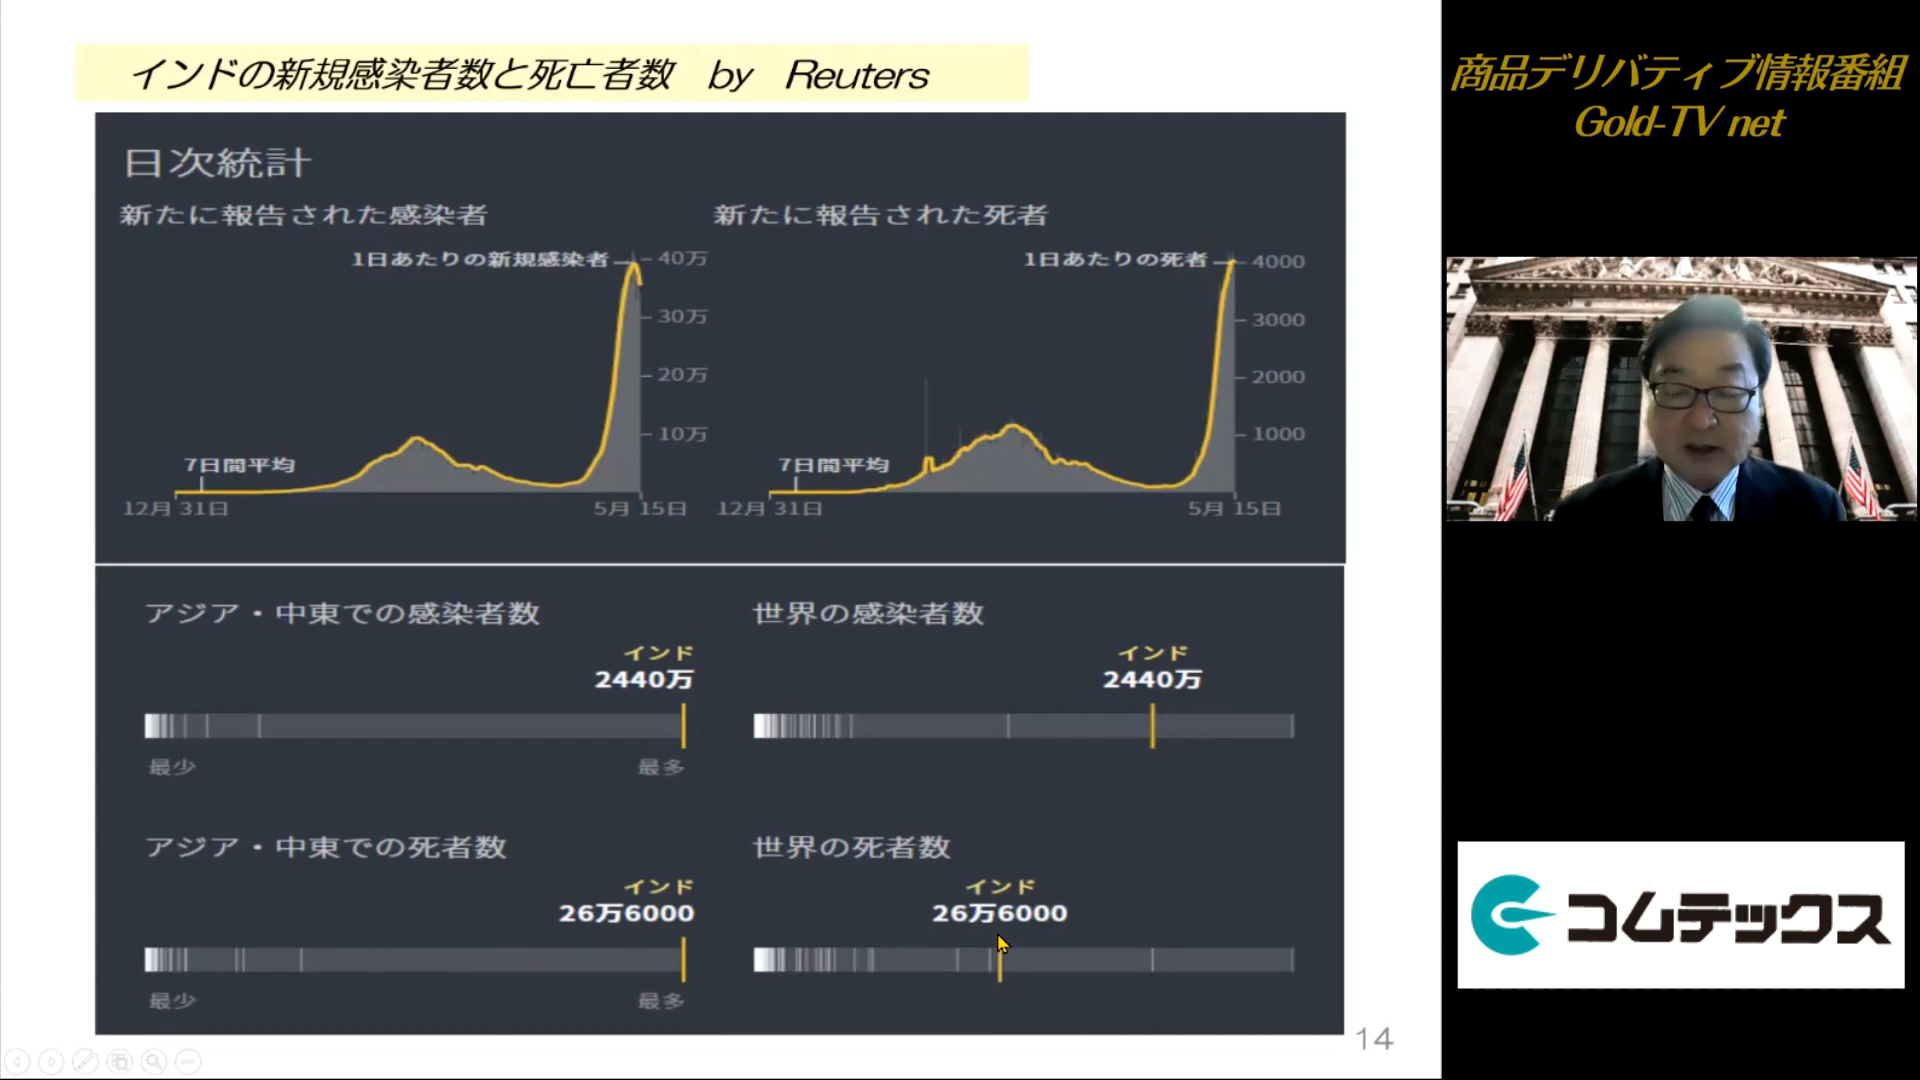 インドの新規感染者数と死亡者数 by Reuters
日次統計
新たに報告された感染者
1日あたりの新規感染者
40万
30万
20万
10万
7日間平均
12月 31日
5月 15日
新たに報告された死者
1日あたりの死者
4000
3000
2000
1000
7日間平均
12月 31日
5月 15日
アジア・中東での感染者数
インド
2440万
最少
最多
世界の感染者数
インド
2440万
アジア・中東での死者数
インド
26万6000
最少
最多
世界の死者数
インド
26万6000
14
商品デリバティブ情報番組
Gold-TV net
コムテックス